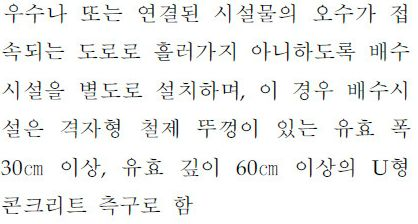 우수나 또는 연결된 시설물의 오수가 접
속되는 도로로 흘러가지 아니하도록 배수
시설을 별도로 설치하며, 이 경우 배수시
설은 격자형 철제 뚜껑이 있는 유효 폭
30㎝ 이상, 유효 깊이 60㎝ 이상의 U형
콘크리트 측구로 함